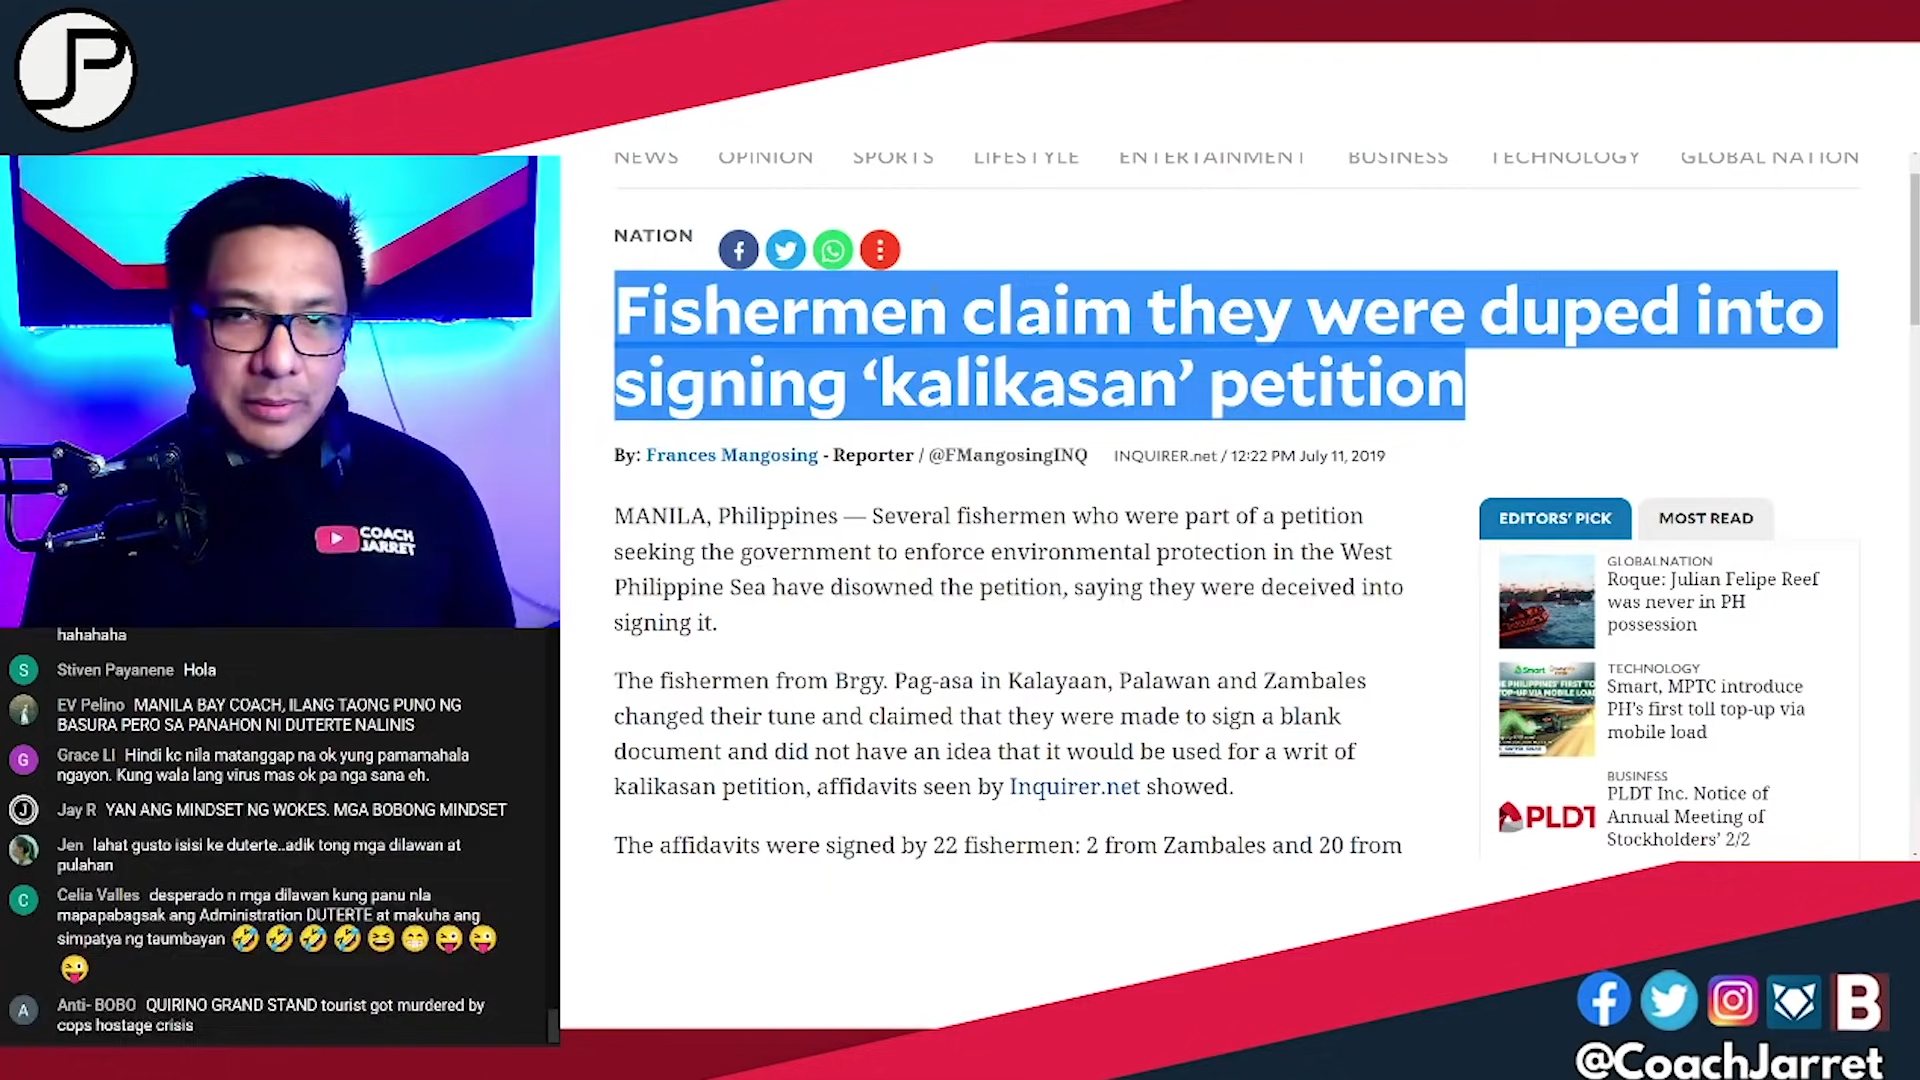 JP
NEWS OPINION SPORTS LIFESTYLE ENTERTAINMENT BUSINESS TECHNOLOGY GLOBAL NATION
NATION
Fishermen claim they were duped into
signing ‘kalikasan’ petition
By: Frances Mangosing - Reporter / @FMangosingINQ INQUIRER.net / 12:22 PM July 11, 2019
MANILA, Philippines — Several fishermen who were part of a petition
seeking the government to enforce environmental protection in the West
Philippine Sea have disowned the petition, saying they were deceived into
signing it.
The fishermen from Brgy. Pag-asa in Kalayaan, Palawan and Zambales
changed their tune and claimed that they were made to sign a blank
document and did not have an idea that it would be used for a writ of
kalikasan petition, affidavits seen by Inquirer.net showed.
The affidavits were signed by 22 fishermen: 2 from Zambales and 20 from
EDITORS’ PICK MOST READ
GLOBALNATION
Roque: Julian Felipe Reef
was never in PH
possession
TECHNOLOGY
Smart, MPTC introduce
PH’s first toll top-up via
mobile load
BUSINESS
PLDT Inc. Notice of
Annual Meeting of
Stockholders’ 2/2
Smart
PLDT
COACH
JARRET
hahahaha
S Stiven Payanene Hola
EV Pelino MANILA BAY COACH, ILANG TAONG PUNO NG
BASURA PERO SA PANAHON NI DUTERTE NALINIS
G Grace LI Hindi kc nila matanggap na ok yung pamamahala
ngayon. Kung wala lang virus mas ok pa nga sana eh.
J Jay R YAN ANG MINDSET NG WOKES. MGA BOBONG MINDSET
Jen lahat gusto isisi ke duterte..adik tong mga dilawan at
pulahan
C Celia Valles desperado n mga dilawan kung panu nla
mapapabagsak ang Administration DUTERTE at makuha ang
simpatya ng taumbayan 🤣🤣🤣🤣😆😁😜😜
😜
A Anti- BOBO QUIRINO GRAND STAND tourist got murdered by
cops hostage crisis
B
@CoachJarret